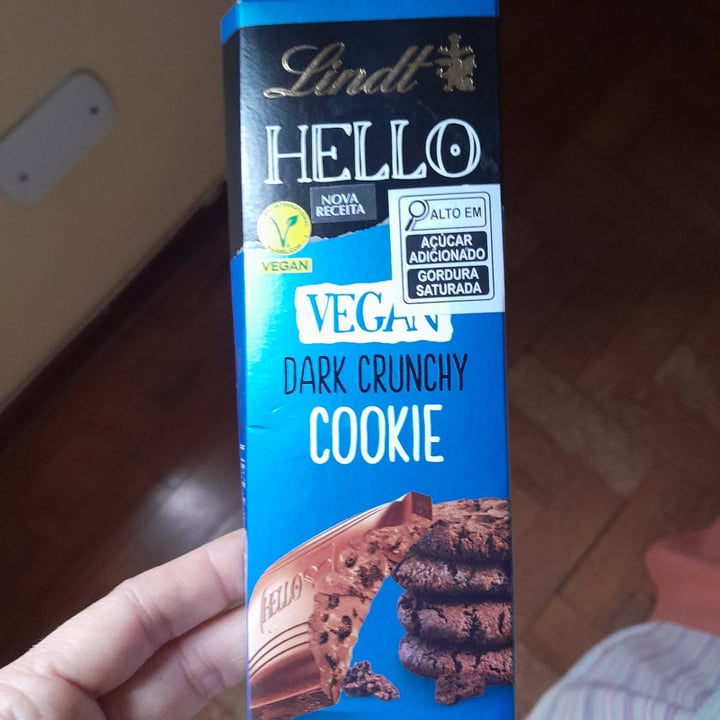 Lindt
HELLO
NOVA
RECEITA
VEGAN
ALTO EM
AÇÚCAR
ADICIONADO
GORDURA
SATURADA
VEGAN
DARK CRUNCHY
COOKIE
HELLO